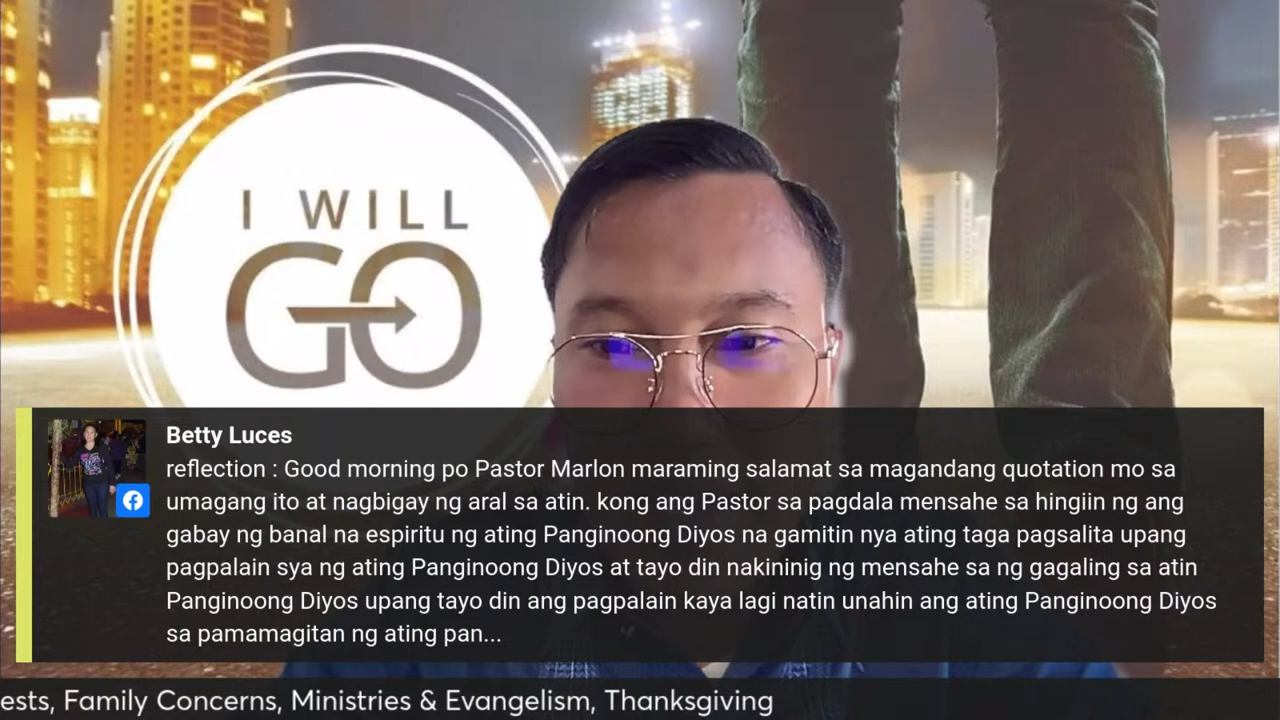 I WILL
GO
Betty Luces
reflection : Good morning po Pastor Marlon maraming salamat sa magandang quotation mo sa
umagang ito at nagbigay ng aral sa atin. kong ang Pastor sa pagdala mensahe sa hingiin ng ang
gabay ng banal na espiritu ng ating Panginoong Diyos na gamitin nya ating taga pagsalita upang
pagpalain sya ng ating Panginoong Diyos at tayo din nakininig ng mensahe sa ng gagaling sa atin
Panginoong Diyos upang tayo din ang pagpalain kaya lagi natin unahin ang ating Panginoong Diyos
sa pamamagitan ng ating pan...
ests, Family Concerns, Ministries & Evangelism, Thanksgiving